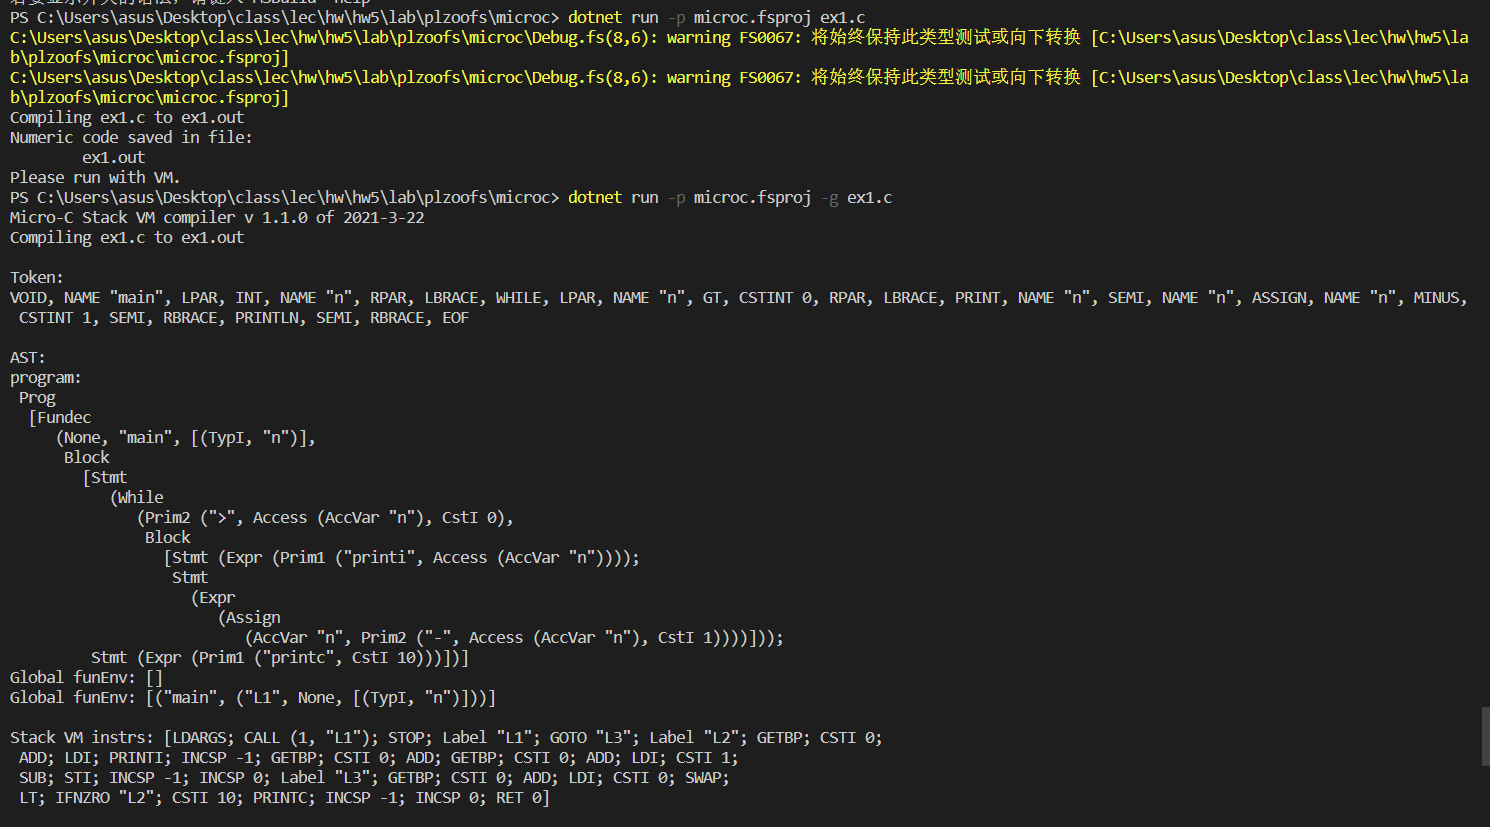 PS C:\Users\asus\Desktop\class\lec\hw\hw5\lab\plzoofs\microc> dotnet run -p microc.fsproj ex1.c
C:\Users\asus\Desktop\class\lec\hw\hw5\lab\plzoofs\microc\Debug.fs(8,6): warning FS0067: 将始终保持此类型测试或向下转换 [C:\Users\asus\Desktop\class\lec\hw\hw5\la
b\plzoofs\microc\microc.fsproj]
C:\Users\asus\Desktop\class\lec\hw\hw5\lab\plzoofs\microc\Debug.fs(8,6): warning FS0067: 将始终保持此类型测试或向下转换 [C:\Users\asus\Desktop\class\lec\hw\hw5\la
b\plzoofs\microc\microc.fsproj]
Compiling ex1.c to ex1.out
Numeric code saved in file:
        ex1.out
Please run with VM.
PS C:\Users\asus\Desktop\class\lec\hw\hw5\lab\plzoofs\microc> dotnet run -p microc.fsproj -g ex1.c
Micro-C Stack VM compiler v 1.1.0 of 2021-3-22
Compiling ex1.c to ex1.out

Token:
VOID, NAME "main", LPAR, INT, NAME "n", RPAR, LBRACE, WHILE, LPAR, NAME "n", GT, CSTINT 0, RPAR, LBRACE, PRINT, NAME "n", SEMI, NAME "n", ASSIGN, NAME "n", MINUS,
 CSTINT 1, SEMI, RBRACE, PRINTLN, SEMI, RBRACE, EOF

AST:
program:
 Prog
  [Fundec
     (None, "main", [(TypI, "n")],
      Block
        [Stmt
           (While
              (Prim2 (">", Access (AccVar "n"), CstI 0),
               Block
                 [Stmt (Expr (Prim1 ("printi", Access (AccVar "n"))));
                  Stmt
                    (Expr
                       (Assign
                          (AccVar "n", Prim2 ("-", Access (AccVar "n"), CstI 1))))]));
         Stmt (Expr (Prim1 ("printc", CstI 10)))])]
Global funEnv: []
Global funEnv: [("main", ("L1", None, [(TypI, "n")]))]

Stack VM instrs: [LDARGS; CALL (1, "L1"); STOP; Label "L1"; GOTO "L3"; Label "L2"; GETBP; CSTI 0;
 ADD; LDI; PRINTI; INCSP -1; GETBP; CSTI 0; ADD; GETBP; CSTI 0; ADD; LDI; CSTI 1;
 SUB; STI; INCSP -1; INCSP 0; Label "L3"; GETBP; CSTI 0; ADD; LDI; CSTI 0; SWAP;
 LT; IFNZRO "L2"; CSTI 10; PRINTC; INCSP -1; INCSP 0; RET 0]